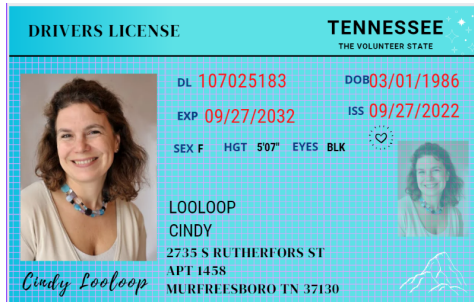 DRIVERS LICENSE
TENNESSEE
THE VOLUNTEER STATE
DL 107025183
DOB 03/01/1986
EXP 09/27/2032
ISS 09/27/2022
SEX F HGT 5'07" EYES BLK
LOOLOOP
CINDY
2735 S RUTHERFORS ST
APT 1458
MURFREESBORO TN 37130
Cindy Looloop